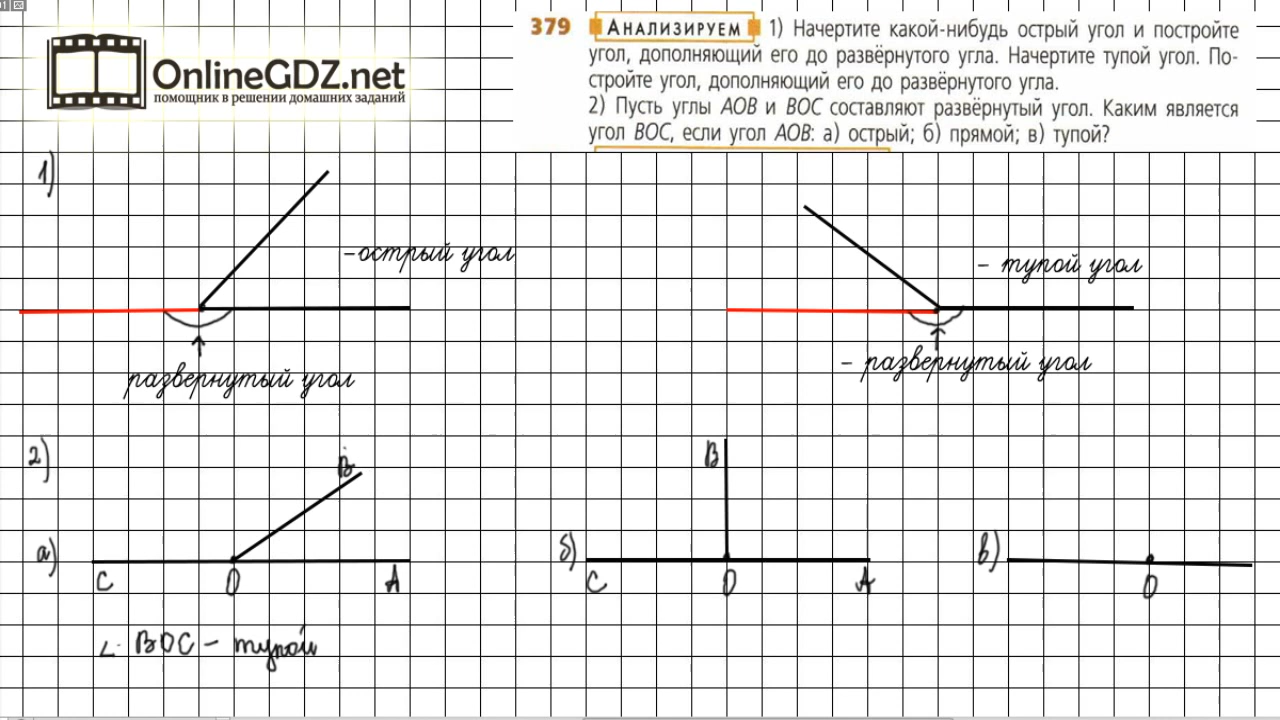 OnlineGDZ.net
помощник в решении домашних заданий
379 Анализируем 1) Начертите какой-нибудь острый угол и постройте
угол, дополняющий его до развёрнутого угла. Начертите тупой угол. По-
стройте угол, дополняющий его до развёрнутого угла.
2) Пусть углы AOB и BOC составляют развёрнутый угол. Каким является
угол BOC, если угол AOB: а) острый; б) прямой; в) тупой?
1)
- острый угол
развернутый угол
- тупой угол
- развернутый угол
2)
а)
B
C O A
∠ BOC - тупой
б)
B
C O A
в)
O